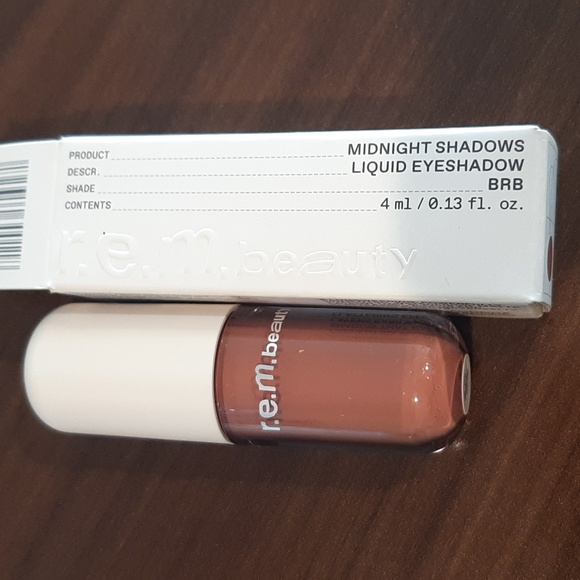 PRODUCT MIDNIGHT SHADOWS
DESCR. LIQUID EYESHADOW
SHADE BRB
CONTENTS 4 ml / 0.13 fl. oz.
r.e.m.beauty
r.e.m.beauty